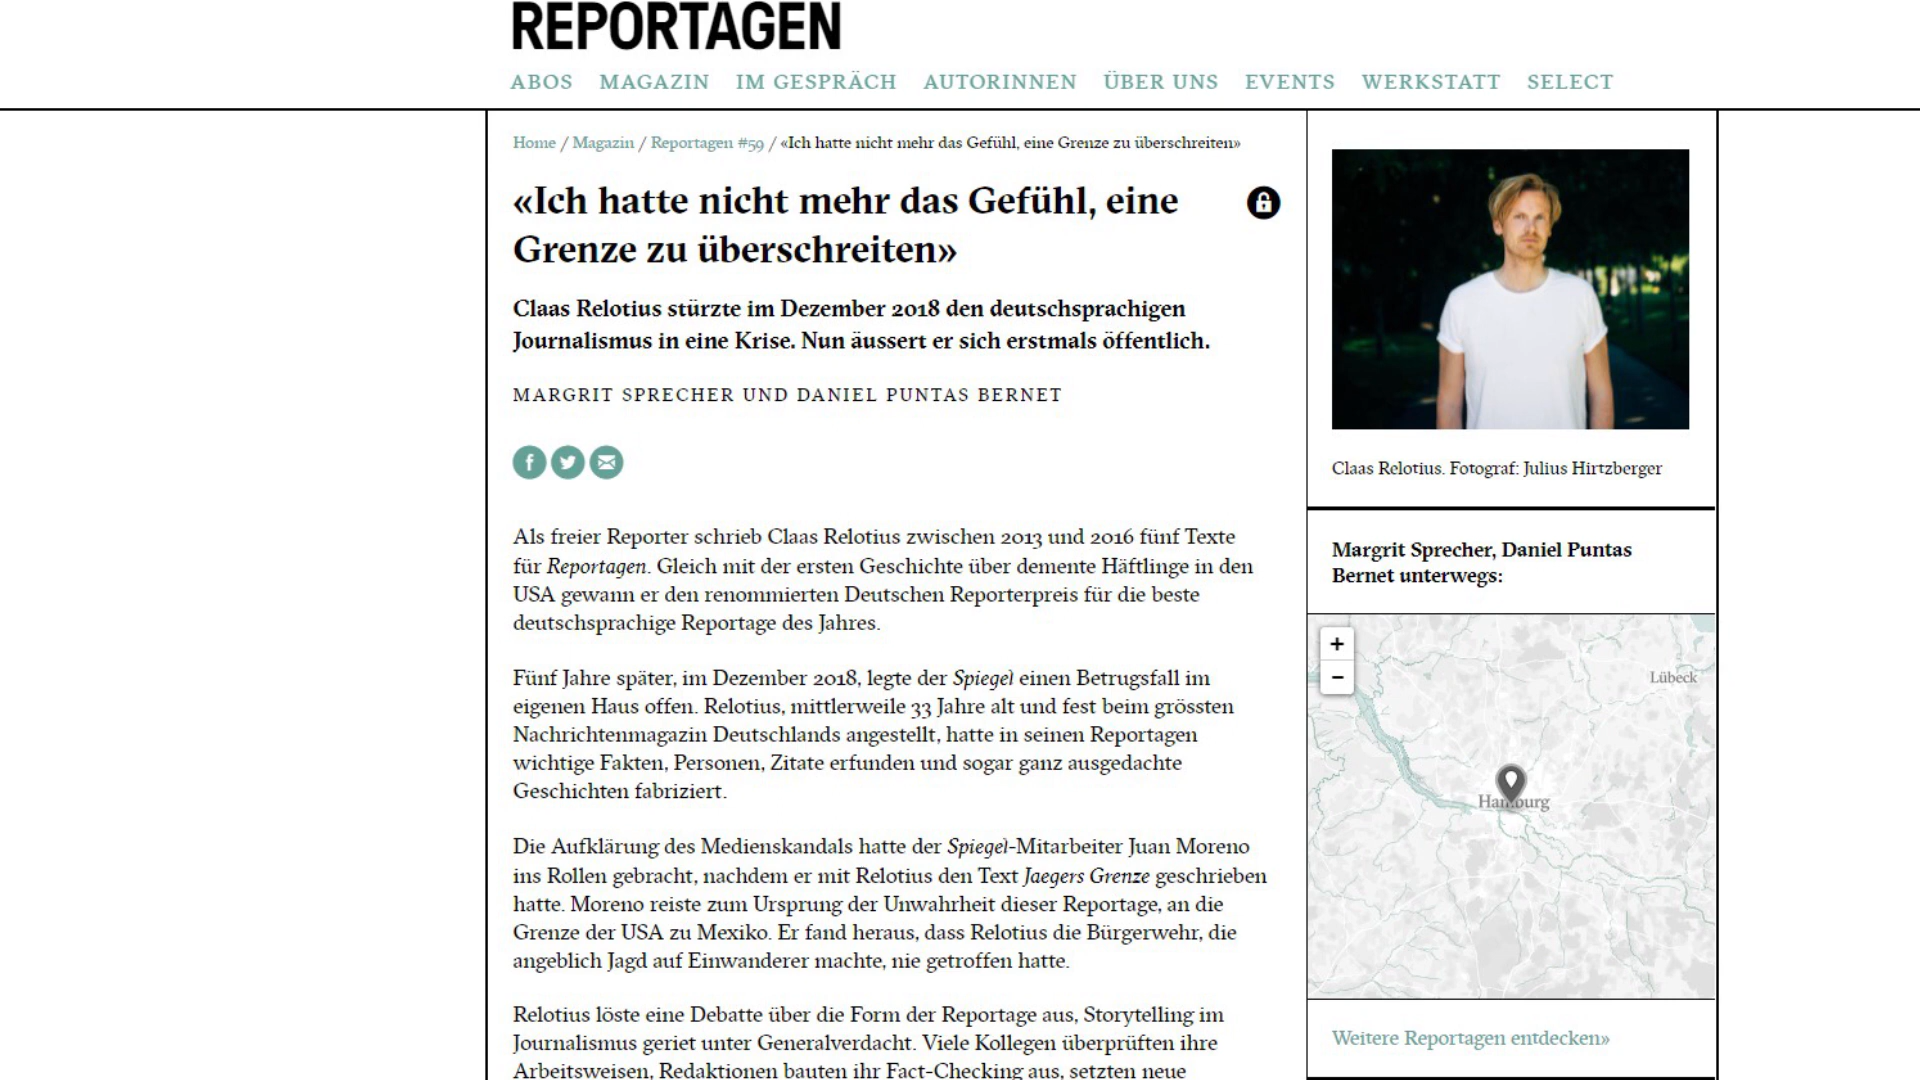 REPORTAGEN
ABOS MAGAZIN IM GESPRÄCH AUTORINNEN ÜBER UNS EVENTS WERKSTATT SELECT
Home / Magazin / Reportagen #59 / «Ich hatte nicht mehr das Gefühl, eine Grenze zu überschreiten»
«Ich hatte nicht mehr das Gefühl, eine
Grenze zu überschreiten»
Claas Relotius stürzte im Dezember 2018 den deutschsprachigen
Journalismus in eine Krise. Nun äussert er sich erstmals öffentlich.
MARGRIT SPRECHER UND DANIEL PUNTAS BERNET
Als freier Reporter schrieb Claas Relotius zwischen 2013 und 2016 fünf Texte
für Reportagen. Gleich mit der ersten Geschichte über demente Häftlinge in den
USA gewann er den renommierten Deutschen Reporterpreis für die beste
deutschsprachige Reportage des Jahres.
Fünf Jahre später, im Dezember 2018, legte der Spiegel einen Betrugsfall im
eigenen Haus offen. Relotius, mittlerweile 33 Jahre alt und fest beim grössten
Nachrichtenmagazin Deutschlands angestellt, hatte in seinen Reportagen
wichtige Fakten, Personen, Zitate erfunden und sogar ganz ausgedachte
Geschichten fabriziert.
Die Aufklärung des Medienskandals hatte der Spiegel-Mitarbeiter Juan Moreno
ins Rollen gebracht, nachdem er mit Relotius den Text Jaegers Grenze geschrieben
hatte. Moreno reiste zum Ursprung der Unwahrheit dieser Reportage, an die
Grenze der USA zu Mexiko. Er fand heraus, dass Relotius die Bürgerwehr, die
angeblich Jagd auf Einwanderer machte, nie getroffen hatte.
Relotius löste eine Debatte über die Form der Reportage aus, Storytelling im
Journalismus geriet unter Generalverdacht. Viele Kollegen überprüften ihre
Arbeitsweisen, Redaktionen bauten ihr Fact-Checking aus, setzten neue
Claas Relotius. Fotograf: Julius Hirtzberger
Margrit Sprecher, Daniel Puntas
Bernet unterwegs:
+
−
Lübeck
Hamburg
Weitere Reportagen entdecken»